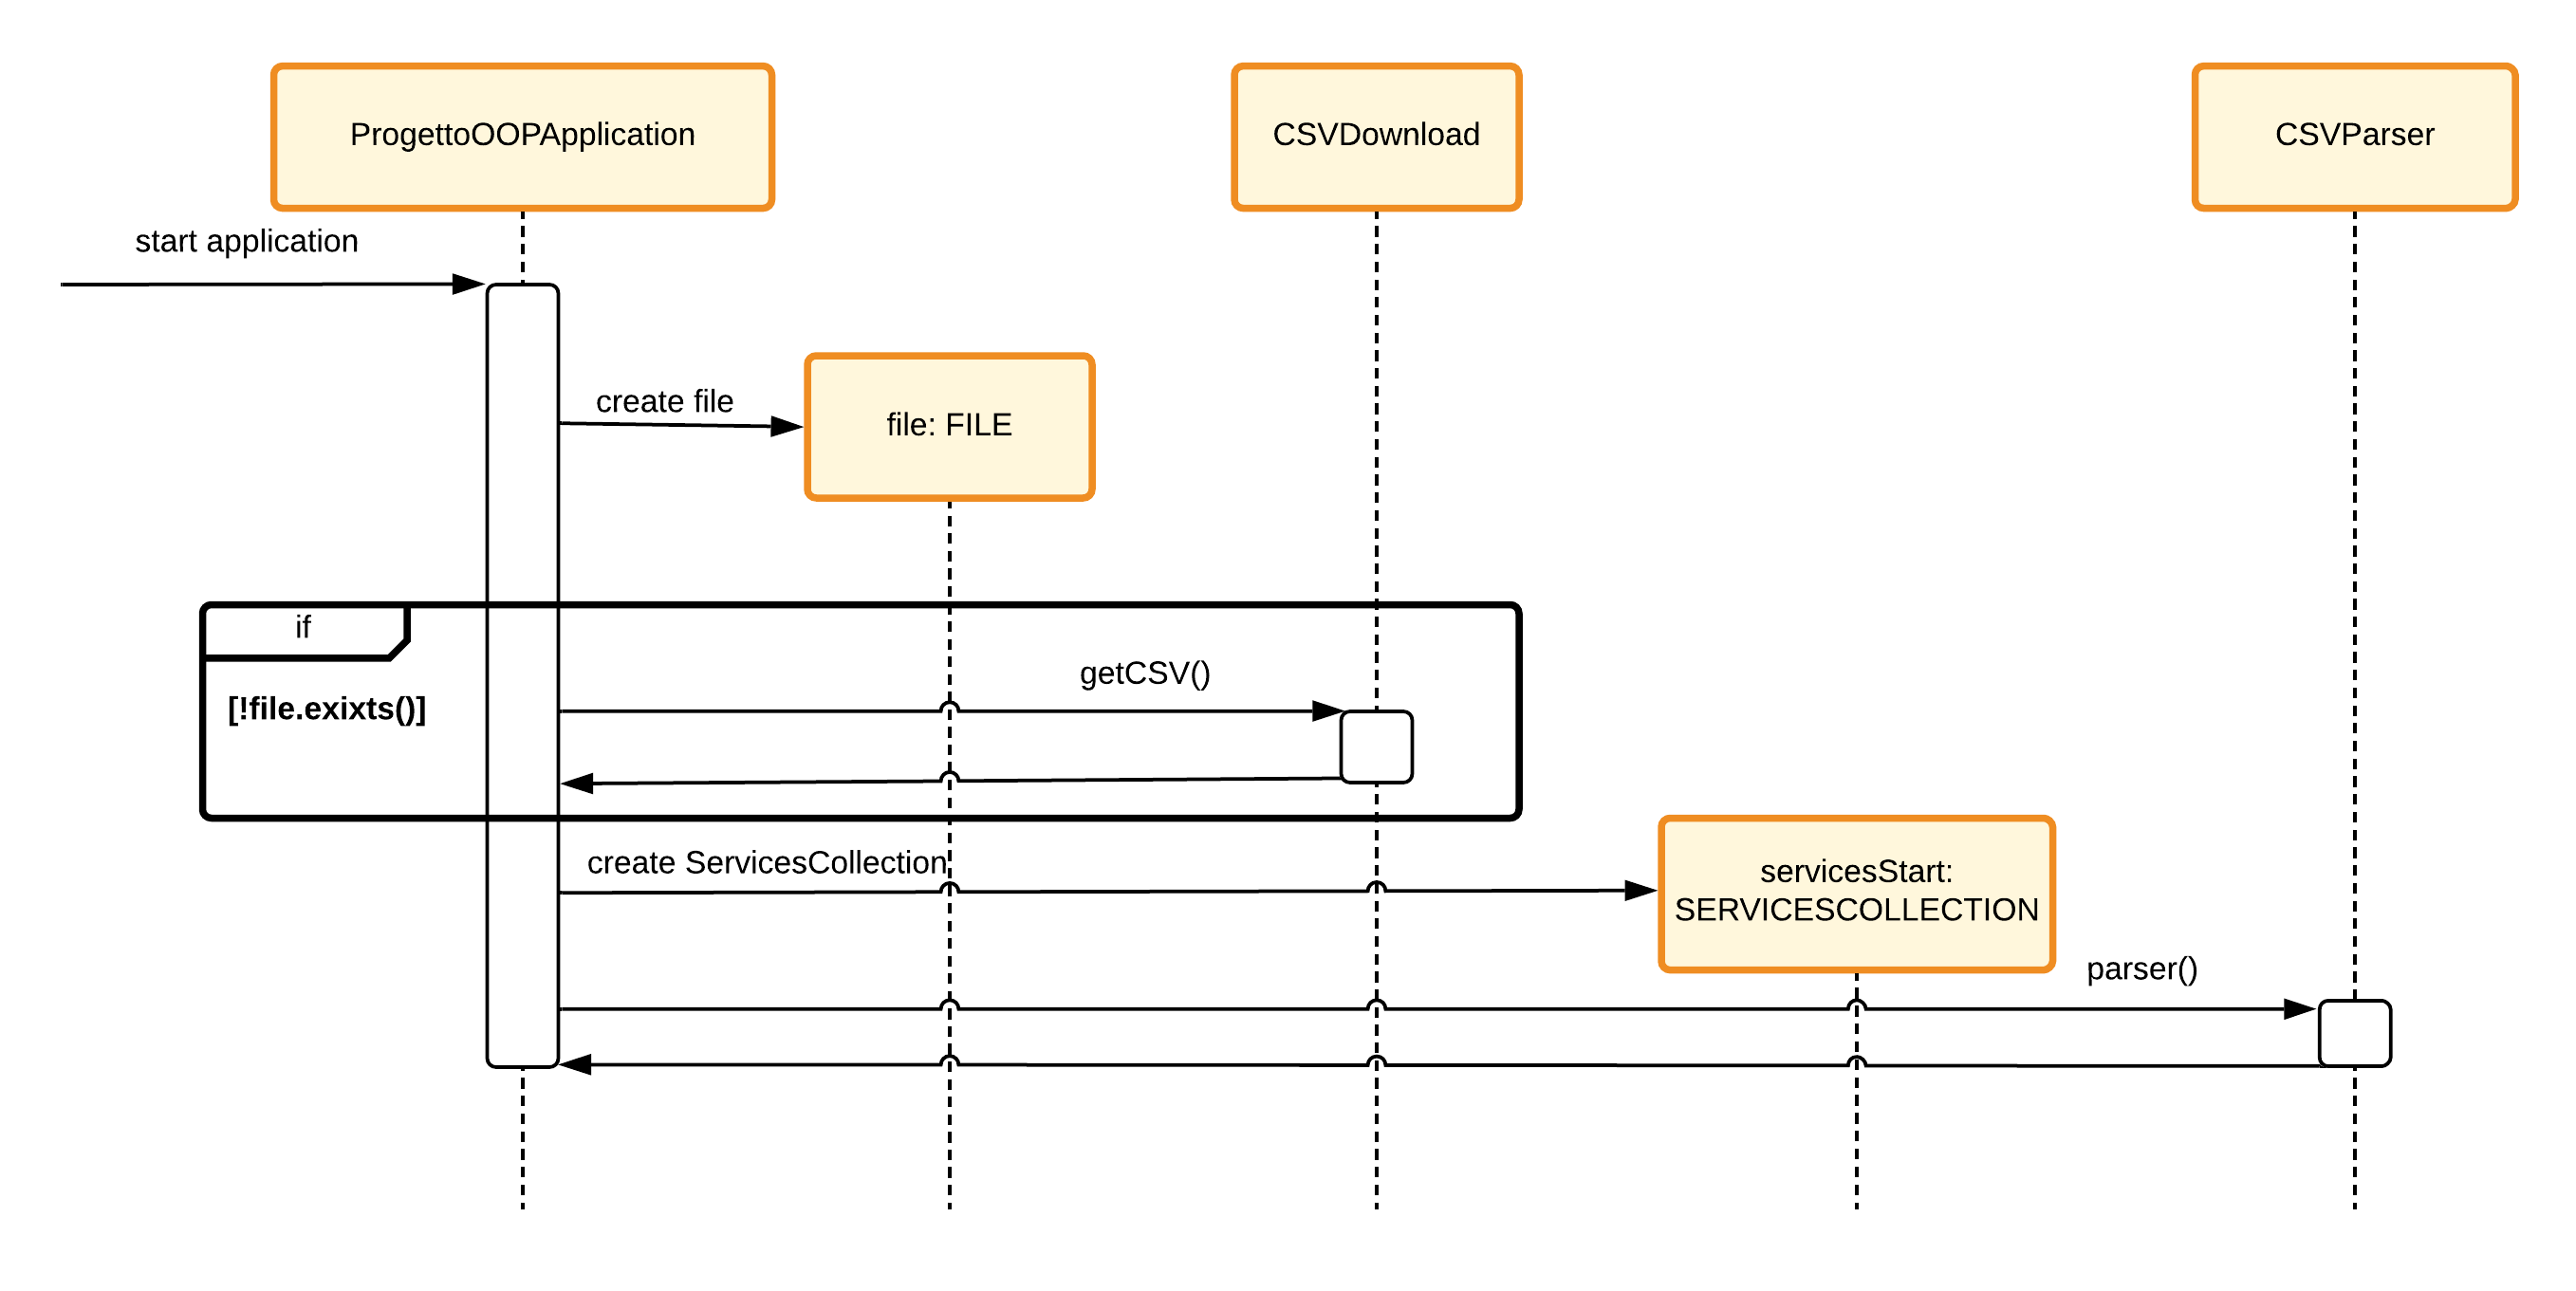 ProgettoOOPApplication
CSVDownload
CSVParser
start application
create file
file: FILE
if
getCSV()
[!file.exixts()]
create ServicesCollection
servicesStart:
SERVICESCOLLECTION
parser()